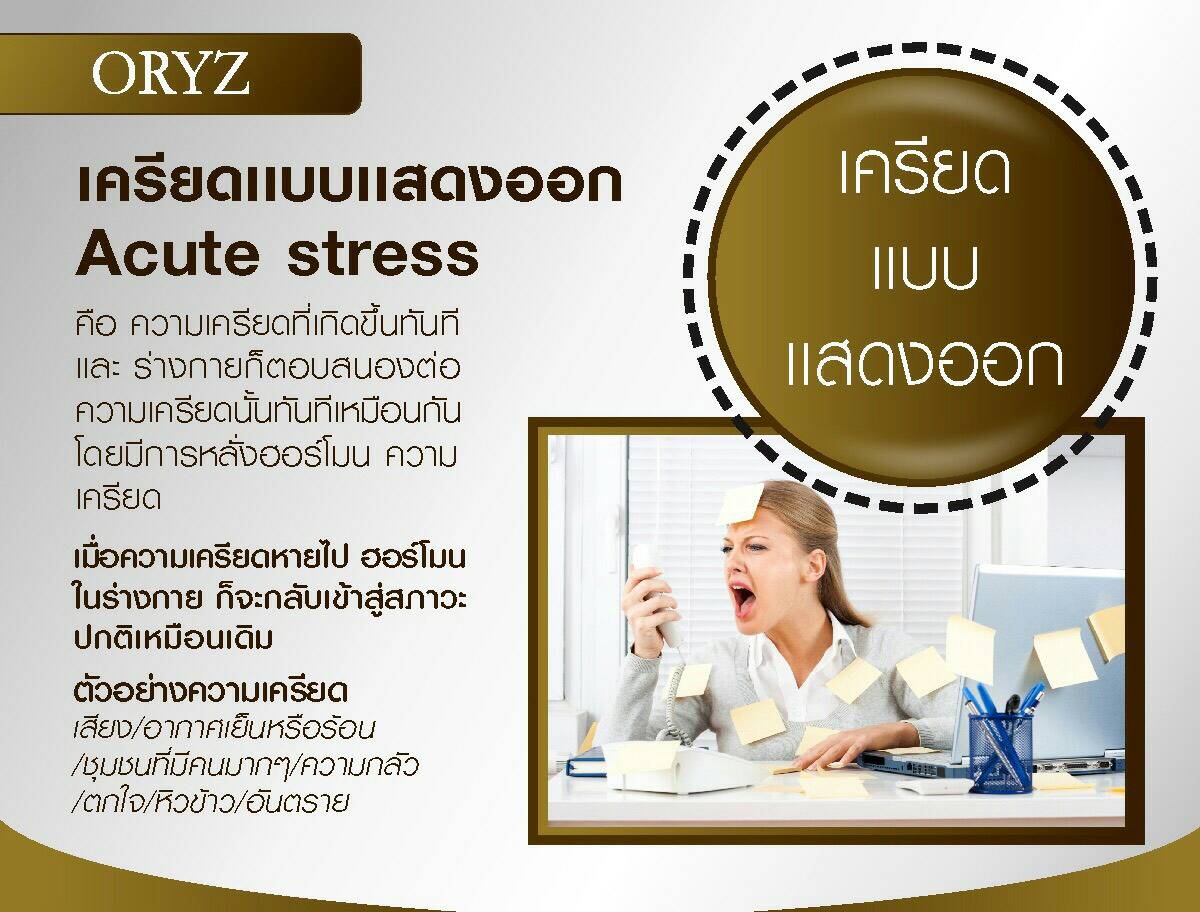 ORYZ
เครียดแบบแสดงออก
Acute stress
คือ ความเครียดที่เกิดขึ้นทันที
และ ร่างกายก็ตอบสนองต่อ
ความเครียดนั้นทันทีเหมือนกัน
โดยมีการหลั่งฮอร์โมน ความ
เครียด
เมื่อความเครียดหายไป ฮอร์โมน
ในร่างกาย ก็จะกลับเข้าสู่สภาวะ
ปกติเหมือนเดิม
ตัวอย่างความเครียด
เสียง/อากาศเย็นหรือร้อน
/ชุมชนที่มีคนมากๆ/ความกลัว
/ตกใจ/หิวข้าว/อันตราย
เครียด
แบบ
แสดงออก